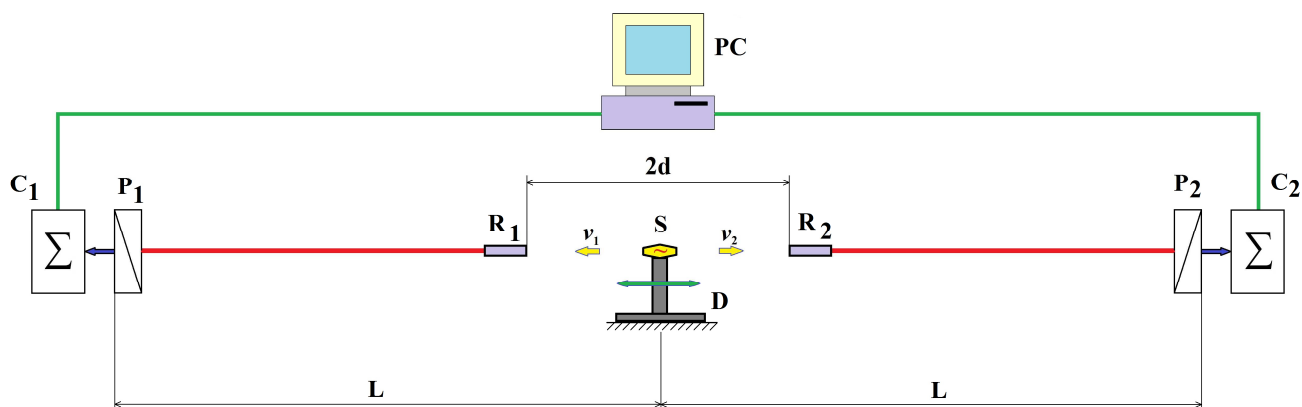 PC
2d
C1 P1 R1 v1 S v2 R2 P2 C2
Σ ~ Σ
D
L L